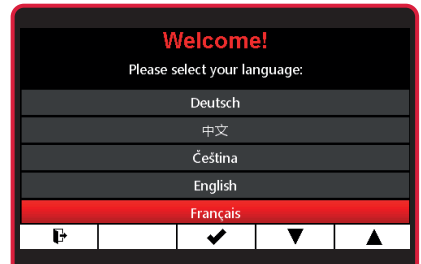 Welcome!
Please select your language:
Deutsch
中文
Čeština
English
Français